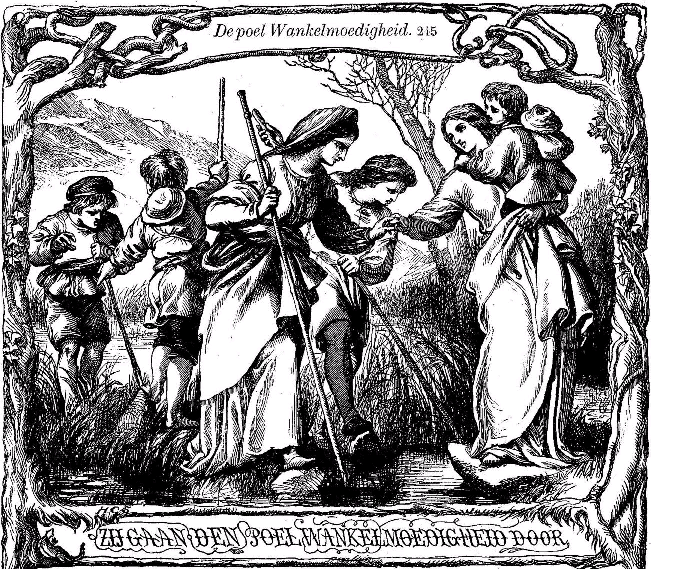 De poel Wankelmoedigheid. 215
ZIJ GAAN DEN POEL WANKELMOEDIGHEID DOOR